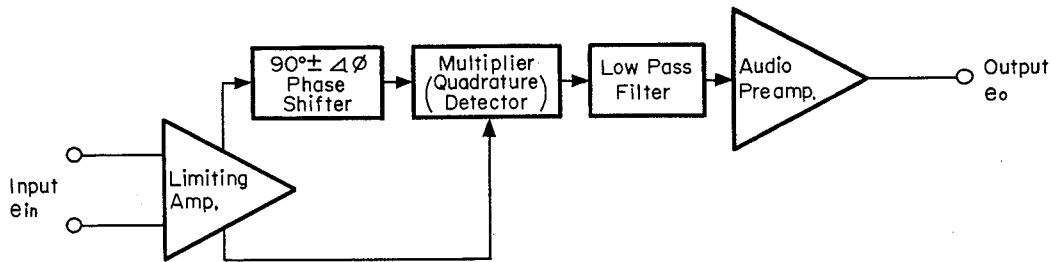 Input
ein
Limiting
Amp.
90°± ⊿Ø
Phase
Shifter
Multiplier
(Quadrature)
Detector
Low Pass
Filter
Audio
Preamp.
Output
eo